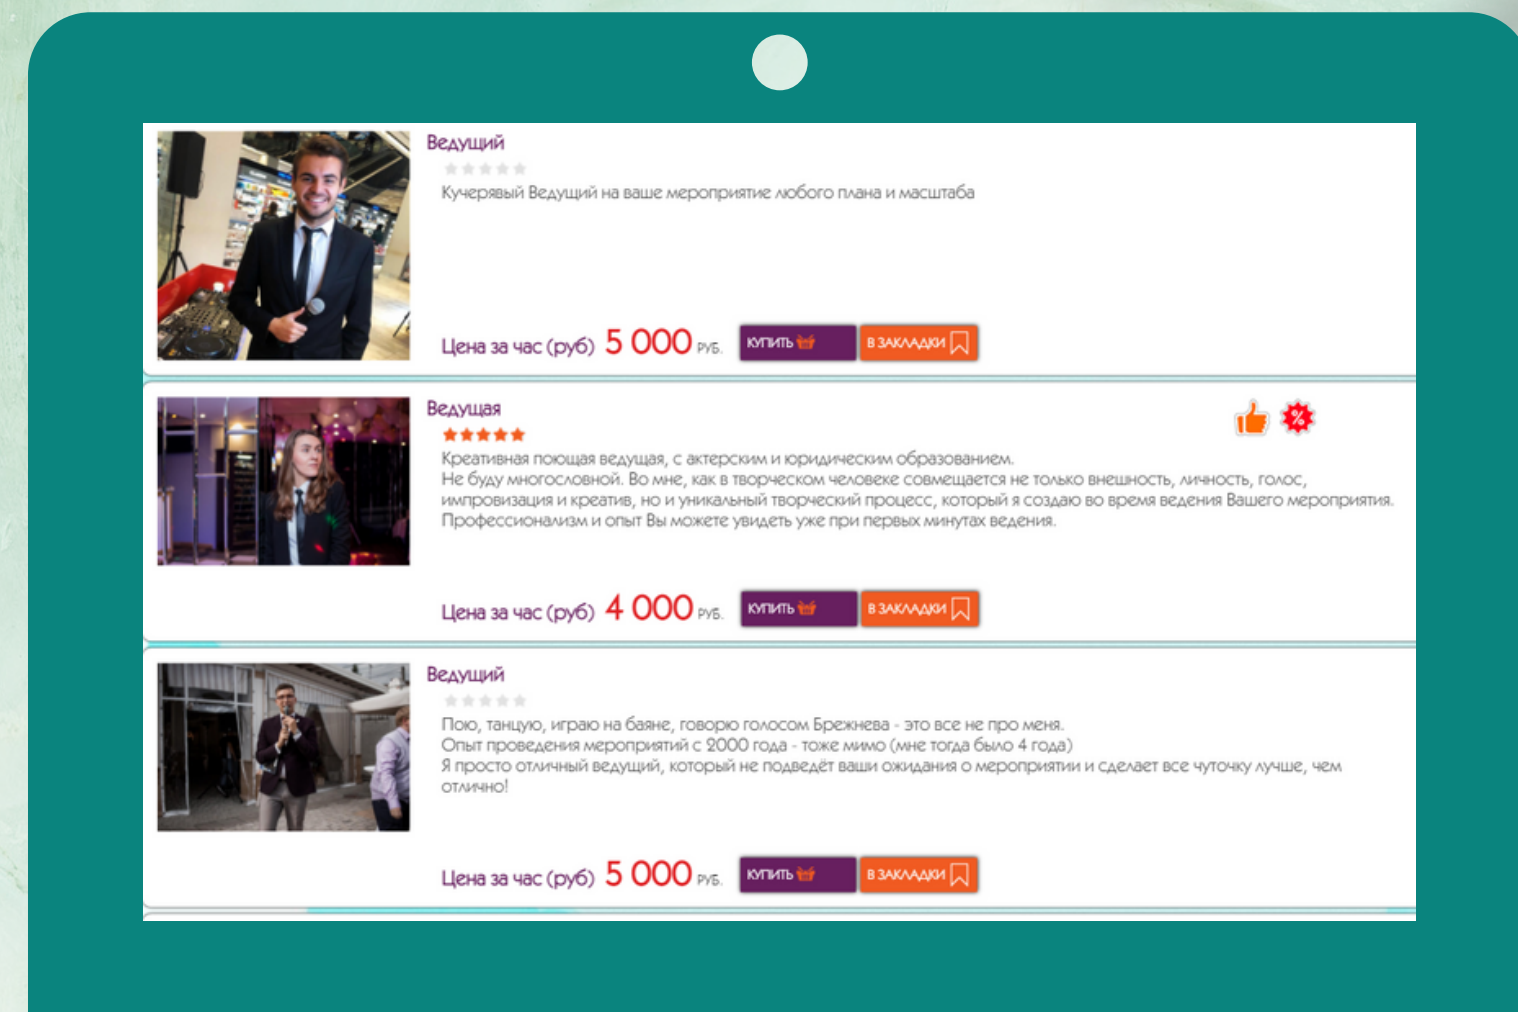 Ведущий
Кучерявый Ведущий на ваше мероприятие любого плана и масштаба
Цена за час (руб) 5 000 РУБ. КУПИТЬ В ЗАКЛАДКИ
Ведущая
%
Креативная поющая ведущая, с актерским и юридическим образованием.
Не буду многословной. Во мне, как в творческом человеке совмещается не только внешность, личность, голос,
импровизация и креатив, но и уникальный творческий процесс, который я создаю во время ведения Вашего мероприятия.
Профессионализм и опыт Вы можете увидеть уже при первых минутах ведения.
Цена за час (руб) 4 000 РУБ. КУПИТЬ В ЗАКЛАДКИ
Ведущий
Пою, танцую, играю на баяне, говорю голосом Брежнева - это все не про меня.
Опыт проведения мероприятий с 2000 года - тоже мимо (мне тогда было 4 года)
Я просто отличный ведущий, который не подведёт ваши ожидания о мероприятии и сделает все чуточку лучше, чем
отлично!
Цена за час (руб) 5 000 РУБ. КУПИТЬ В ЗАКЛАДКИ